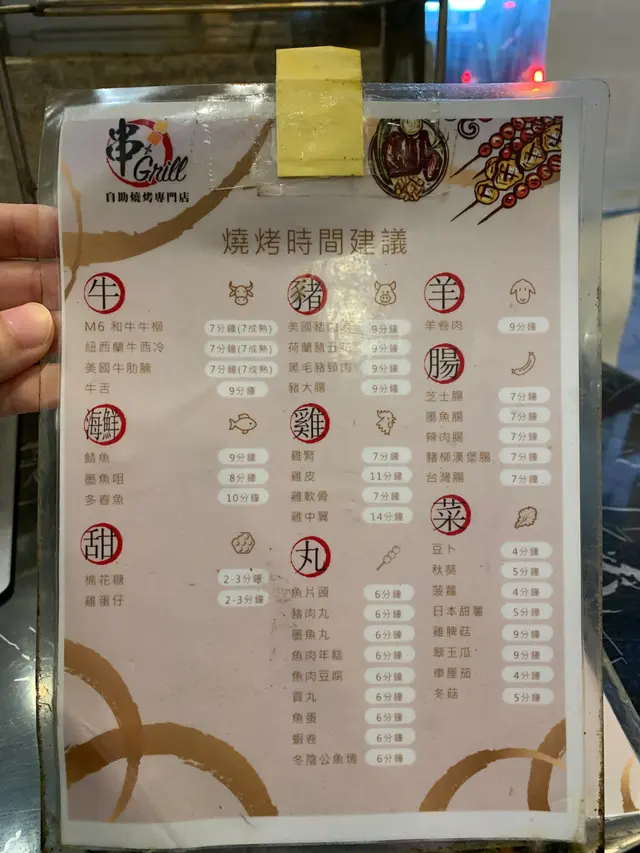 串
Grill
自助燒烤專門店
燒烤時間建議
牛
M6 和牛牛柳 7分鐘(7成熟)
紐西蘭牛西冷 7分鐘(7成熟)
美國牛肋腩 7分鐘(7成熟)
牛舌 9分鐘
海鮮
鯖魚 9分鐘
墨魚咀 8分鐘
多春魚 10分鐘
甜
棉花糖 2-3分鐘
雞蛋仔 2-3分鐘
豬
美國豬 9分鐘
荷蘭豬五花 9分鐘
黑毛豬頸肉 9分鐘
豬大腸 9分鐘
雞
雞腎 7分鐘
雞皮 11分鐘
雞軟骨 7分鐘
雞中翼 14分鐘
丸
魚片頭 6分鐘
豬肉丸 6分鐘
墨魚丸 6分鐘
魚肉年糕 6分鐘
魚肉豆腐 6分鐘
貢丸 6分鐘
魚蛋 6分鐘
蝦卷 6分鐘
冬陰公魚塊 6分鐘
羊
羊卷肉 9分鐘
腸
芝士腸 7分鐘
墨魚腸 7分鐘
辣肉腸 7分鐘
豬柳漢堡腸 7分鐘
台灣腸 7分鐘
菜
豆卜 4分鐘
秋葵 5分鐘
菠蘿 4分鐘
日本甜薯 5分鐘
雞脾菇 9分鐘
翠玉瓜 9分鐘
車厘茄 4分鐘
冬菇 5分鐘